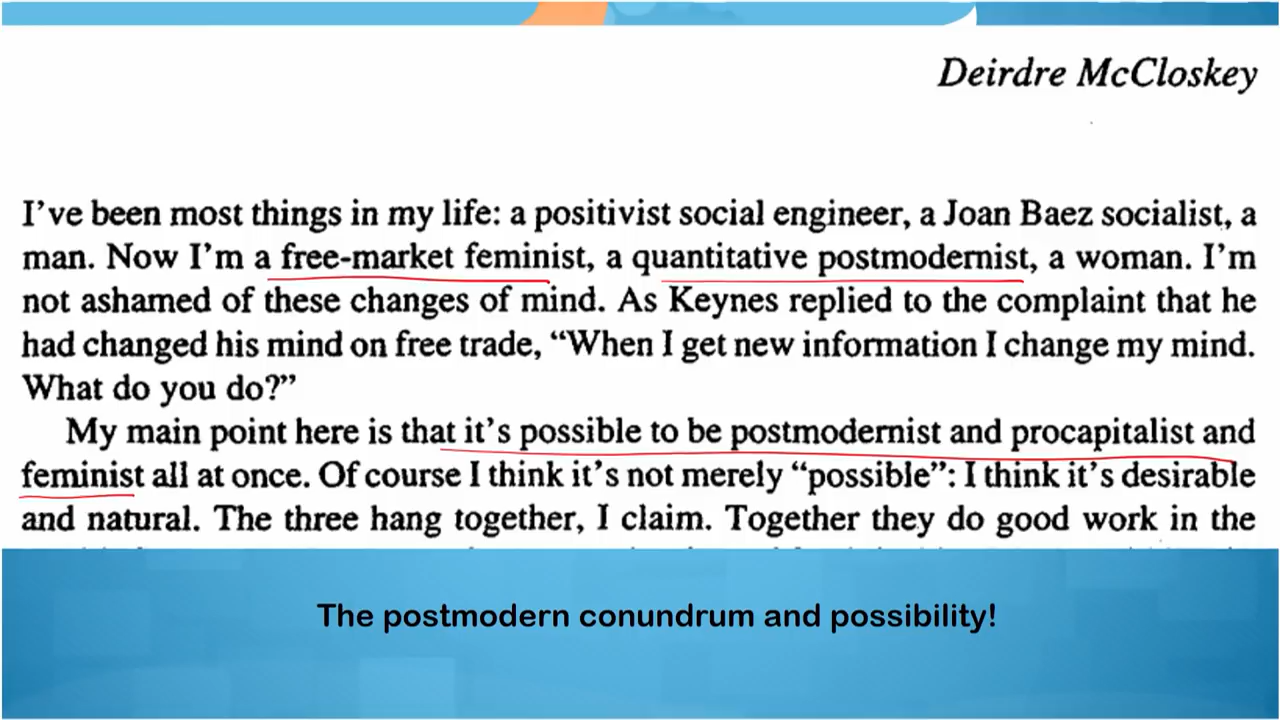 Deirdre McCloskey
I've been most things in my life: a positivist social engineer, a Joan Baez socialist, a
man. Now I'm a free-market feminist, a quantitative postmodernist, a woman. I'm
not ashamed of these changes of mind. As Keynes replied to the complaint that he
had changed his mind on free trade, “When I get new information I change my mind.
What do you do?”
My main point here is that it's possible to be postmodernist and procapitalist and
feminist all at once. Of course I think it's not merely “possible”: I think it's desirable
and natural. The three hang together, I claim. Together they do good work in the
The postmodern conundrum and possibility!